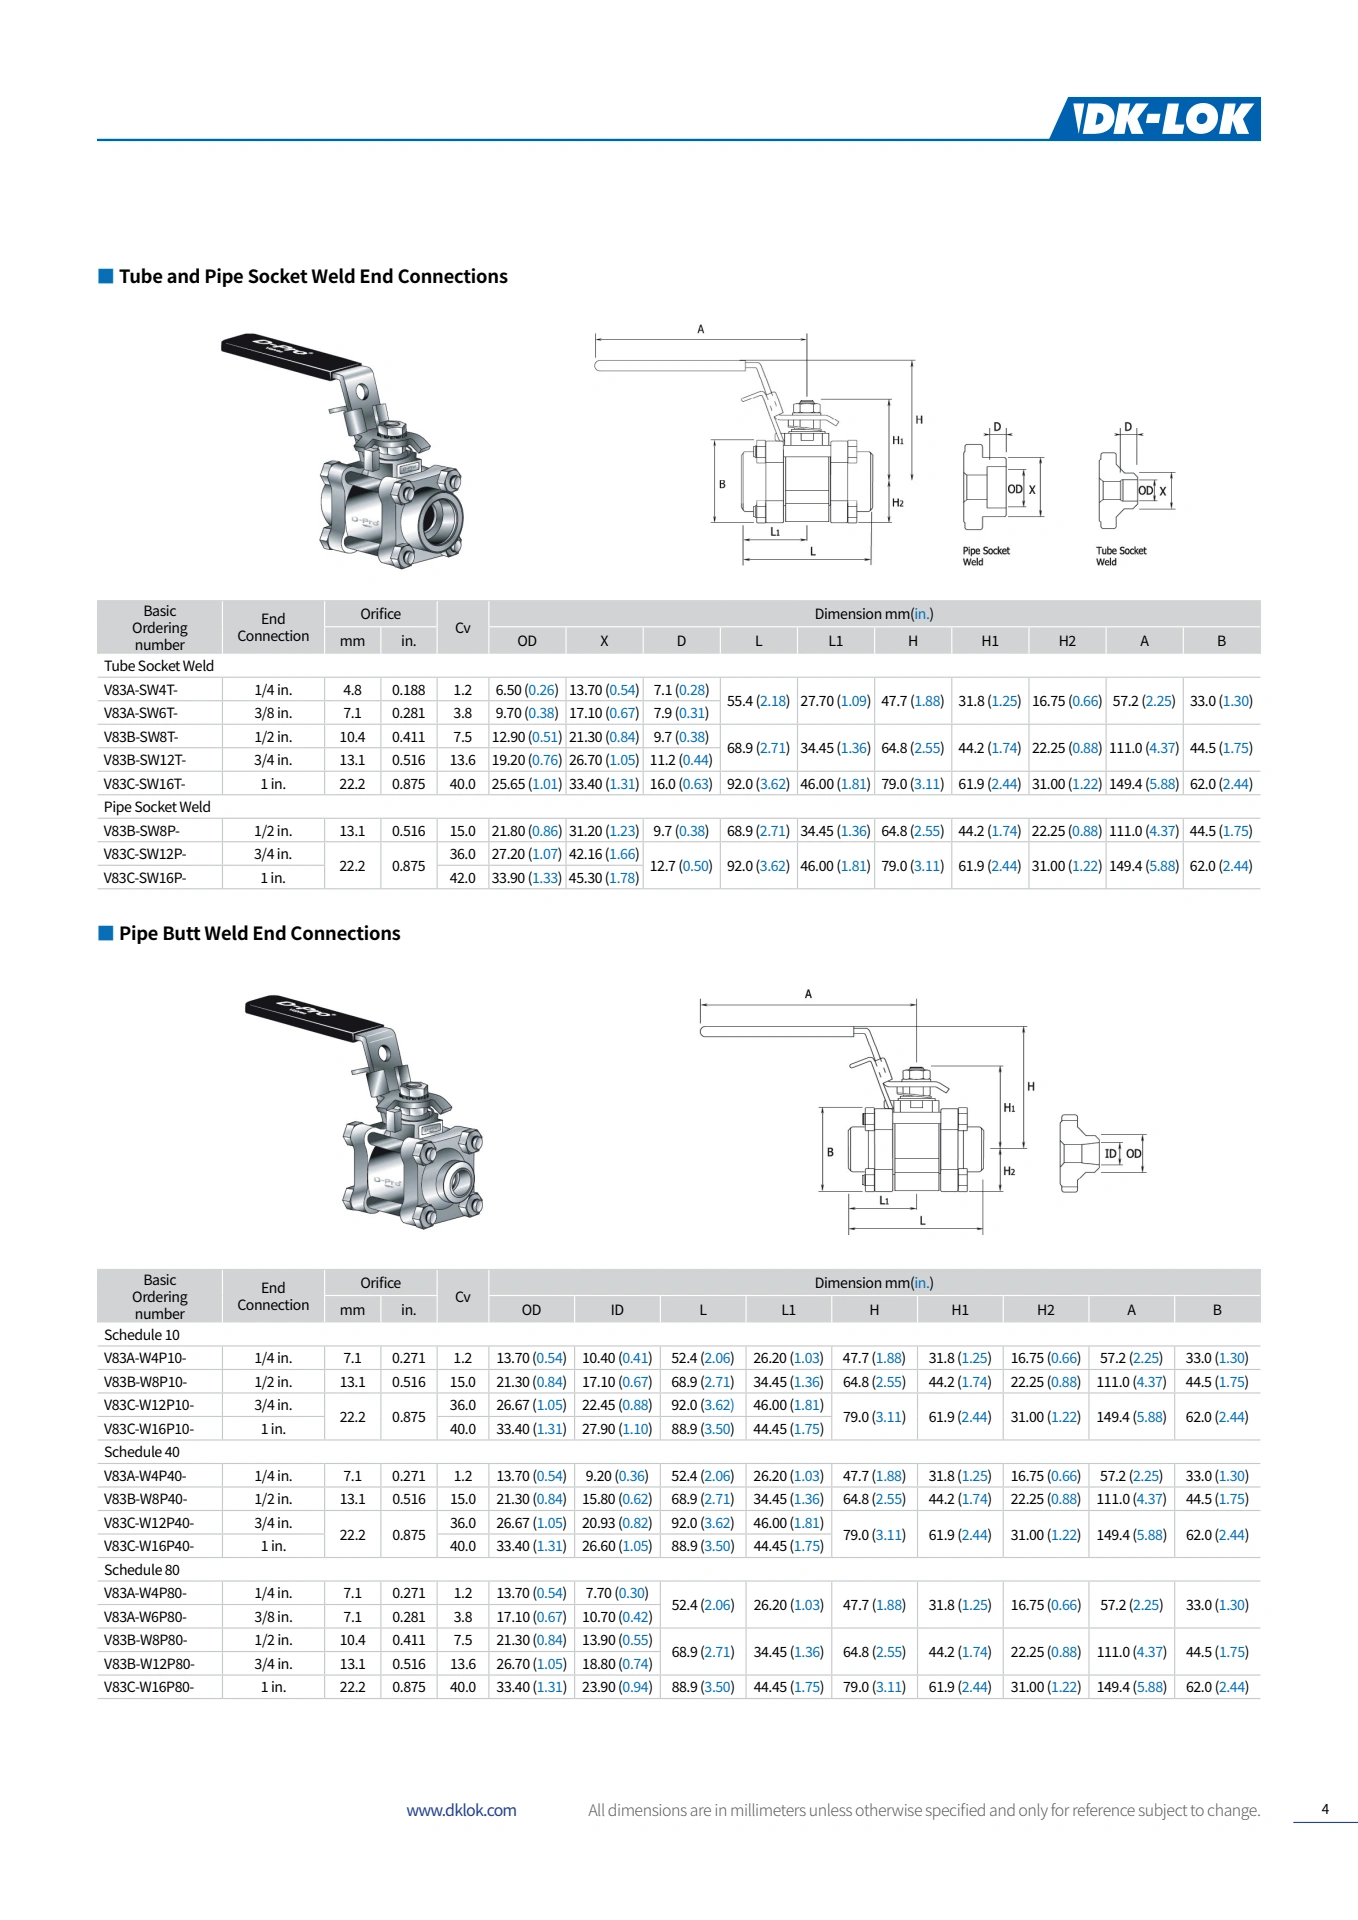 DK-LOK
Tube and Pipe Socket Weld End Connections
D-Pro
D-Pro
A
H
H1
H2
B
L1
L
D
OD X
Pipe Socket
Weld
D
OD X
Tube Socket
Weld
Basic Ordering number End Connection Orifice Cv Dimension mm(in.)
mm in. OD X D L L1 H H1 H2 A B
Tube Socket Weld
V83A-SW4T- 1/4 in. 4.8 0.188 1.2 6.50 (0.26) 13.70 (0.54) 7.1 (0.28) 55.4 (2.18) 27.70 (1.09) 47.7 (1.88) 31.8 (1.25) 16.75 (0.66) 57.2 (2.25) 33.0 (1.30)
V83A-SW6T- 3/8 in. 7.1 0.281 3.8 9.70 (0.38) 17.10 (0.67) 7.9 (0.31)
V83B-SW8T- 1/2 in. 10.4 0.411 7.5 12.90 (0.51) 21.30 (0.84) 9.7 (0.38) 68.9 (2.71) 34.45 (1.36) 64.8 (2.55) 44.2 (1.74) 22.25 (0.88) 111.0 (4.37) 44.5 (1.75)
V83B-SW12T- 3/4 in. 13.1 0.516 13.6 19.20 (0.76) 26.70 (1.05) 11.2 (0.44)
V83C-SW16T- 1 in. 22.2 0.875 40.0 25.65 (1.01) 33.40 (1.31) 16.0 (0.63) 92.0 (3.62) 46.00 (1.81) 79.0 (3.11) 61.9 (2.44) 31.00 (1.22) 149.4 (5.88) 62.0 (2.44)
Pipe Socket Weld
V83B-SW8P- 1/2 in. 13.1 0.516 15.0 21.80 (0.86) 31.20 (1.23) 9.7 (0.38) 68.9 (2.71) 34.45 (1.36) 64.8 (2.55) 44.2 (1.74) 22.25 (0.88) 111.0 (4.37) 44.5 (1.75)
V83C-SW12P- 3/4 in. 22.2 0.875 36.0 27.20 (1.07) 42.16 (1.66) 12.7 (0.50) 92.0 (3.62) 46.00 (1.81) 79.0 (3.11) 61.9 (2.44) 31.00 (1.22) 149.4 (5.88) 62.0 (2.44)
V83C-SW16P- 1 in. 42.0 33.90 (1.33) 45.30 (1.78)
Pipe Butt Weld End Connections
D-Pro
D-Pro
A
H
H1
H2
B
L1
L
ID OD
Basic Ordering number End Connection Orifice Cv Dimension mm(in.)
mm in. OD ID L L1 H H1 H2 A B
Schedule 10
V83A-W4P10- 1/4 in. 7.1 0.271 1.2 13.70 (0.54) 10.40 (0.41) 52.4 (2.06) 26.20 (1.03) 47.7 (1.88) 31.8 (1.25) 16.75 (0.66) 57.2 (2.25) 33.0 (1.30)
V83B-W8P10- 1/2 in. 13.1 0.516 15.0 21.30 (0.84) 17.10 (0.67) 68.9 (2.71) 34.45 (1.36) 64.8 (2.55) 44.2 (1.74) 22.25 (0.88) 111.0 (4.37) 44.5 (1.75)
V83C-W12P10- 3/4 in. 22.2 0.875 36.0 26.67 (1.05) 22.45 (0.88) 92.0 (3.62) 46.00 (1.81) 79.0 (3.11) 61.9 (2.44) 31.00 (1.22) 149.4 (5.88) 62.0 (2.44)
V83C-W16P10- 1 in. 40.0 33.40 (1.31) 27.90 (1.10) 88.9 (3.50) 44.45 (1.75)
Schedule 40
V83A-W4P40- 1/4 in. 7.1 0.271 1.2 13.70 (0.54) 9.20 (0.36) 52.4 (2.06) 26.20 (1.03) 47.7 (1.88) 31.8 (1.25) 16.75 (0.66) 57.2 (2.25) 33.0 (1.30)
V83B-W8P40- 1/2 in. 13.1 0.516 15.0 21.30 (0.84) 15.80 (0.62) 68.9 (2.71) 34.45 (1.36) 64.8 (2.55) 44.2 (1.74) 22.25 (0.88) 111.0 (4.37) 44.5 (1.75)
V83C-W12P40- 3/4 in. 22.2 0.875 36.0 26.67 (1.05) 20.93 (0.82) 92.0 (3.62) 46.00 (1.81) 79.0 (3.11) 61.9 (2.44) 31.00 (1.22) 149.4 (5.88) 62.0 (2.44)
V83C-W16P40- 1 in. 40.0 33.40 (1.31) 26.60 (1.05) 88.9 (3.50) 44.45 (1.75)
Schedule 80
V83A-W4P80- 1/4 in. 7.1 0.271 1.2 13.70 (0.54) 7.70 (0.30) 52.4 (2.06) 26.20 (1.03) 47.7 (1.88) 31.8 (1.25) 16.75 (0.66) 57.2 (2.25) 33.0 (1.30)
V83A-W6P80- 3/8 in. 7.1 0.281 3.8 17.10 (0.67) 10.70 (0.42)
V83B-W8P80- 1/2 in. 10.4 0.411 7.5 21.30 (0.84) 13.90 (0.55) 68.9 (2.71) 34.45 (1.36) 64.8 (2.55) 44.2 (1.74) 22.25 (0.88) 111.0 (4.37) 44.5 (1.75)
V83B-W12P80- 3/4 in. 13.1 0.516 13.6 26.70 (1.05) 18.80 (0.74)
V83C-W16P80- 1 in. 22.2 0.875 40.0 33.40 (1.31) 23.90 (0.94) 88.9 (3.50) 44.45 (1.75) 79.0 (3.11) 61.9 (2.44) 31.00 (1.22) 149.4 (5.88) 62.0 (2.44)
www.dklok.com All dimensions are in millimeters unless otherwise specified and only for reference subject to change. 4